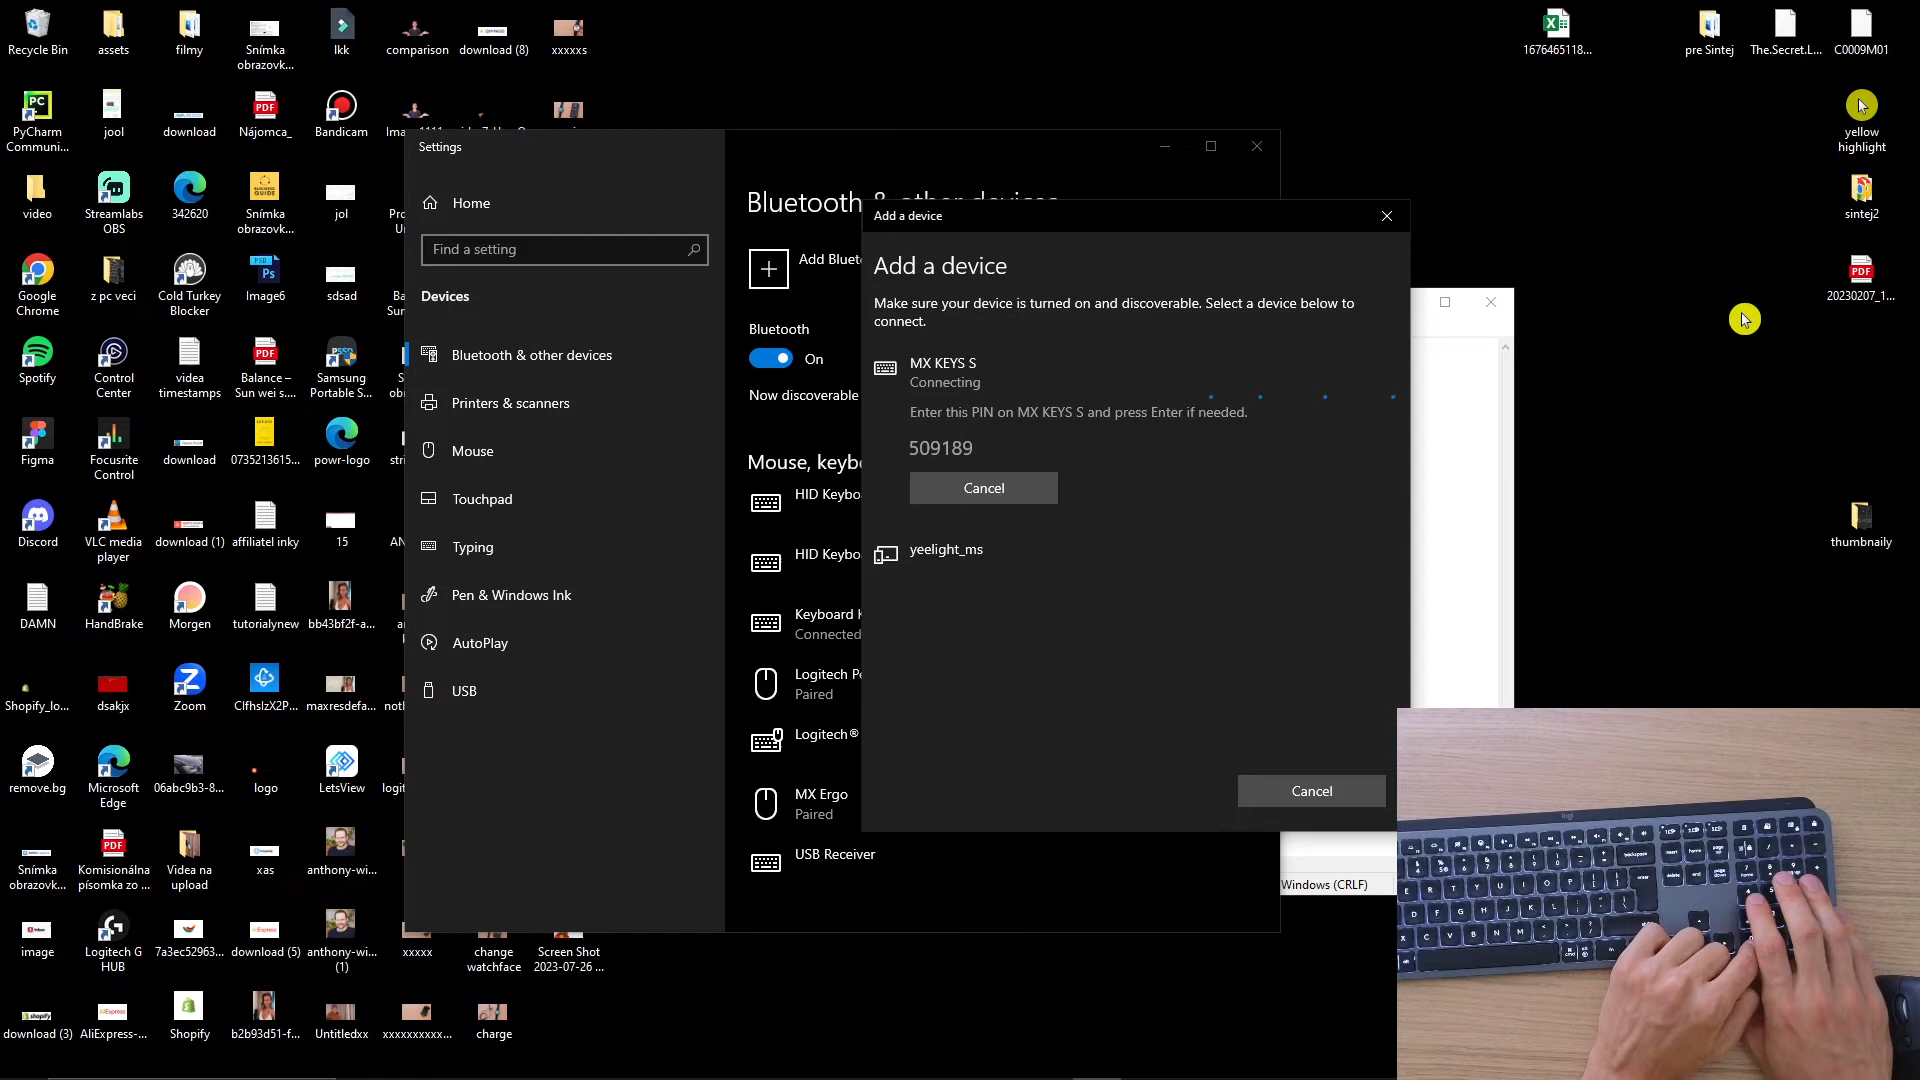 Recycle Bin
assets
filmy
Snímka
obrazovk...
lkk
comparison
download (8)
xxxxxs
1676465118...
pre Sintej
The.Secret.L...
C0009M01
PyCharm
Communi...
jool
download
Nájomca_
Bandicam
yellow
highlight
video
Streamlabs
OBS
342620
Snímka
obrazovk...
jol
sintej2
Google
Chrome
z pc veci
Cold Turkey
Blocker
Image6
sdsad
20230207_1...
Spotify
Control
Center
videa
timestamps
Balance –
Sun wei s....
Samsung
Portable S...
Figma
Focusrite
Control
download
0735213615...
powr-logo
Discord
VLC media
player
download (1)
affiliatel inky
15
thumbnaily
DAMN
HandBrake
Morgen
tutorialynew
bb43bf2f-a...
Shopify_lo...
dsakjx
Zoom
ClfhslzX2P...
maxresdefa...
remove.bg
Microsoft
Edge
06abc9b3-8...
logo
LetsView
Snímka
obrazovk...
Komisionálna
písomka zo ...
Videa na
upload
xas
anthony-wi...
image
Logitech G
HUB
7a3ec52963...
download (5)
anthony-wi...
(1)
xxxxx
change
watchface
Screen Shot
2023-07-26 ...
download (3)
AliExpress-...
Shopify
b2b93d51-f...
Untitledxx
xxxxxxxxxx...
charge
Settings
Home
Find a setting
Devices
Bluetooth & other devices
Printers & scanners
Mouse
Touchpad
Typing
Pen & Windows Ink
AutoPlay
USB
Bluetooth & other devices
Add Bluet
Bluetooth
On
Now discoverable
Mouse, keybo
HID Keyboa
HID Keyboa
Keyboard K
Connected
Logitech Pe
Paired
Logitech®
MX Ergo
Paired
USB Receiver
Add a device
Add a device
Make sure your device is turned on and discoverable. Select a device below to
connect.
MX KEYS S
Connecting
Enter this PIN on MX KEYS S and press Enter if needed.
509189
Cancel
yeelight_ms
Cancel
Windows (CRLF)